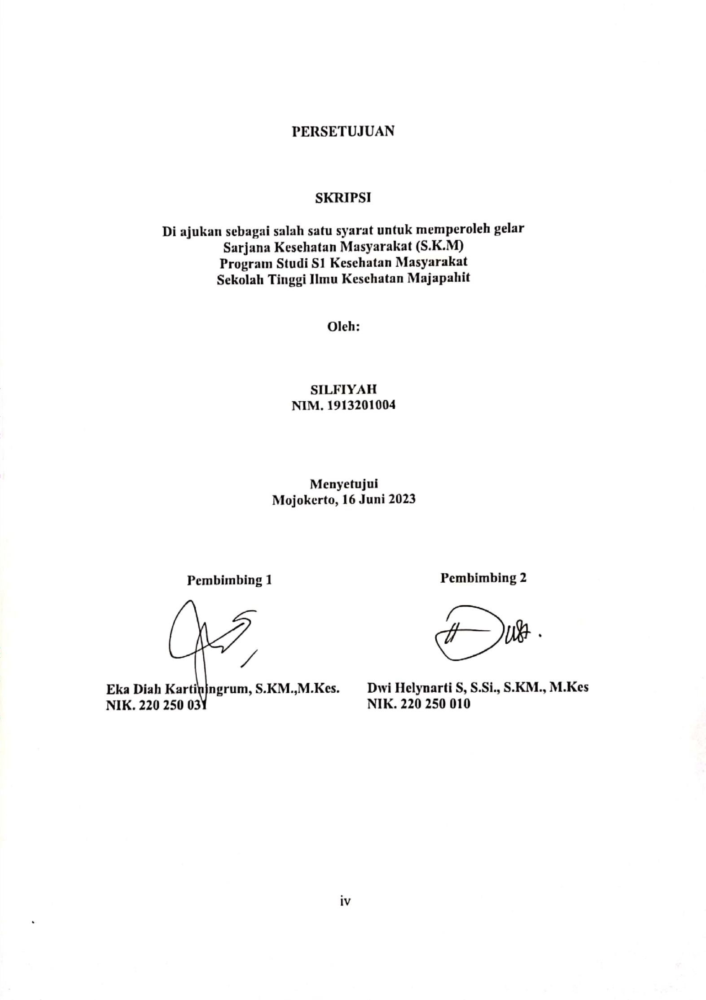 PERSETUJUAN
SKRIPSI
Di ajukan sebagai salah satu syarat untuk memperoleh gelar
Sarjana Kesehatan Masyarakat (S.K.M)
Program Studi S1 Kesehatan Masyarakat
Sekolah Tinggi Ilmu Kesehatan Majapahit
Oleh:
SILFIYAH
NIM. 1913201004
Menyetujui
Mojokerto, 16 Juni 2023
Pembimbing 1
Pembimbing 2
Eka Diah Kartiningrum, S.KM.,M.Kes.
NIK. 220 250 031
Dwi Helynarti S, S.Si., S.KM., M.Kes
NIK. 220 250 010
iv